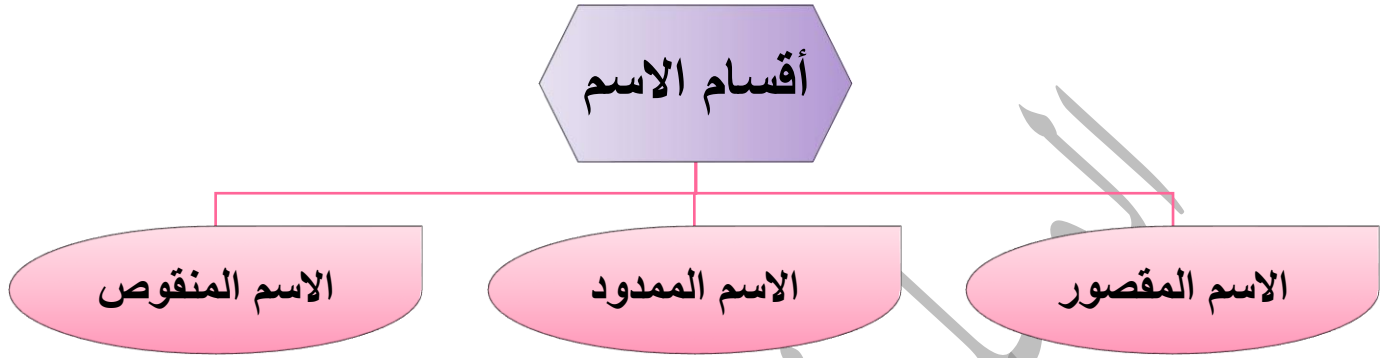 أقسام الاسم
الاسم المقصور
الاسم الممدود
الاسم المنقوص